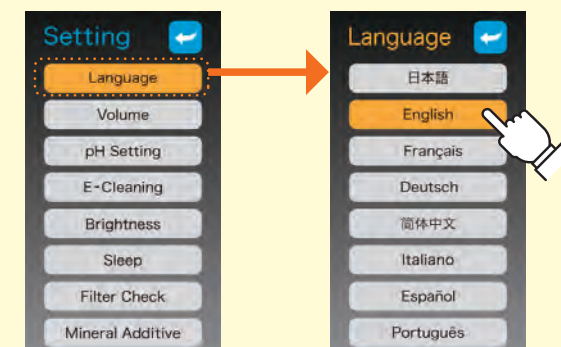 Setting
Language
Volume
pH Setting
E-Cleaning
Brightness
Sleep
Filter Check
Mineral Additive
Language
日本語
English
Français
Deutsch
简体中文
Italiano
Español
Português